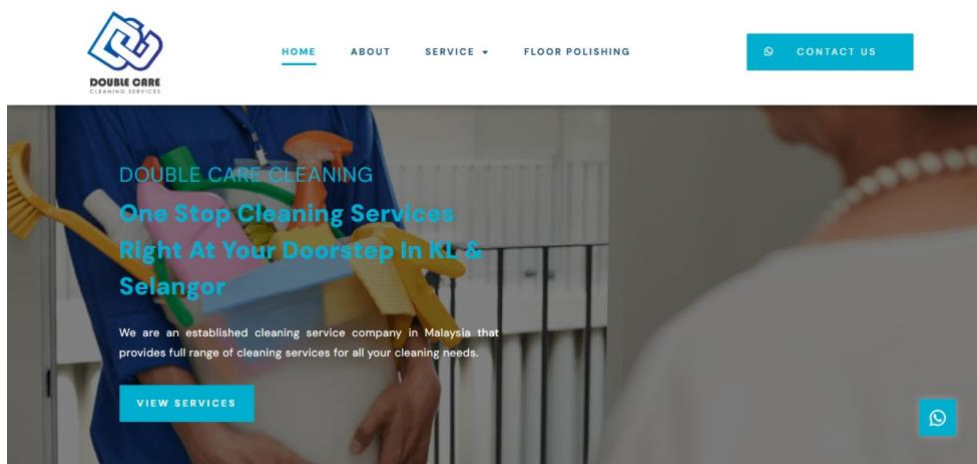 DOUBLE CARE
CLEANING SERVICES
HOME
ABOUT
SERVICE
FLOOR POLISHING
CONTACT US
DOUBLE CARE CLEANING
One Stop Cleaning Services
Right At Your Doorstep In KL &
Selangor
We are an established cleaning service company in Malaysia that
provides full range of cleaning services for all your cleaning needs.
VIEW SERVICES